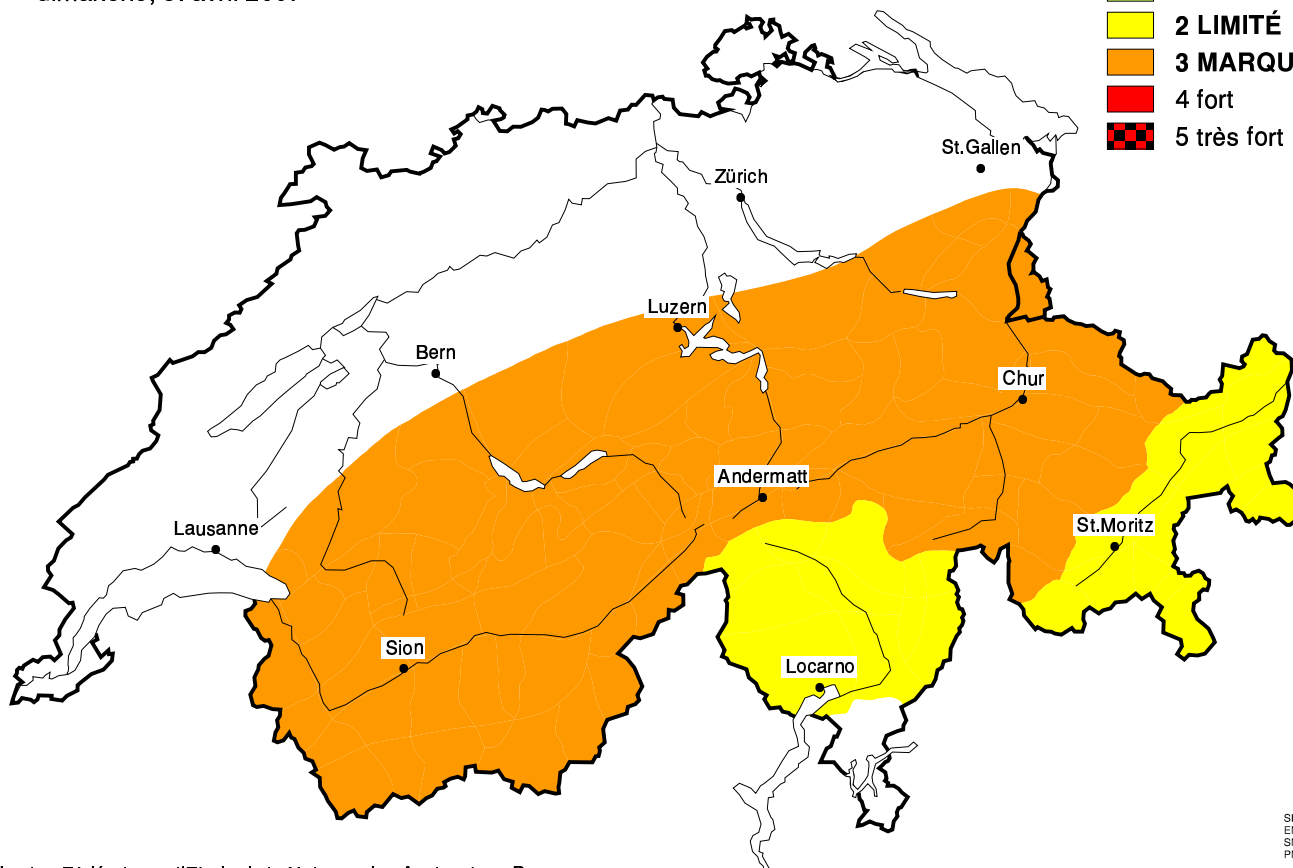 2 LIMITÉ
3 MARQU
4 fort
5 très fort
St.Gallen
Zürich
Luzern
Bern
Chur
Andermatt
Lausanne
St.Moritz
Sion
Locarno